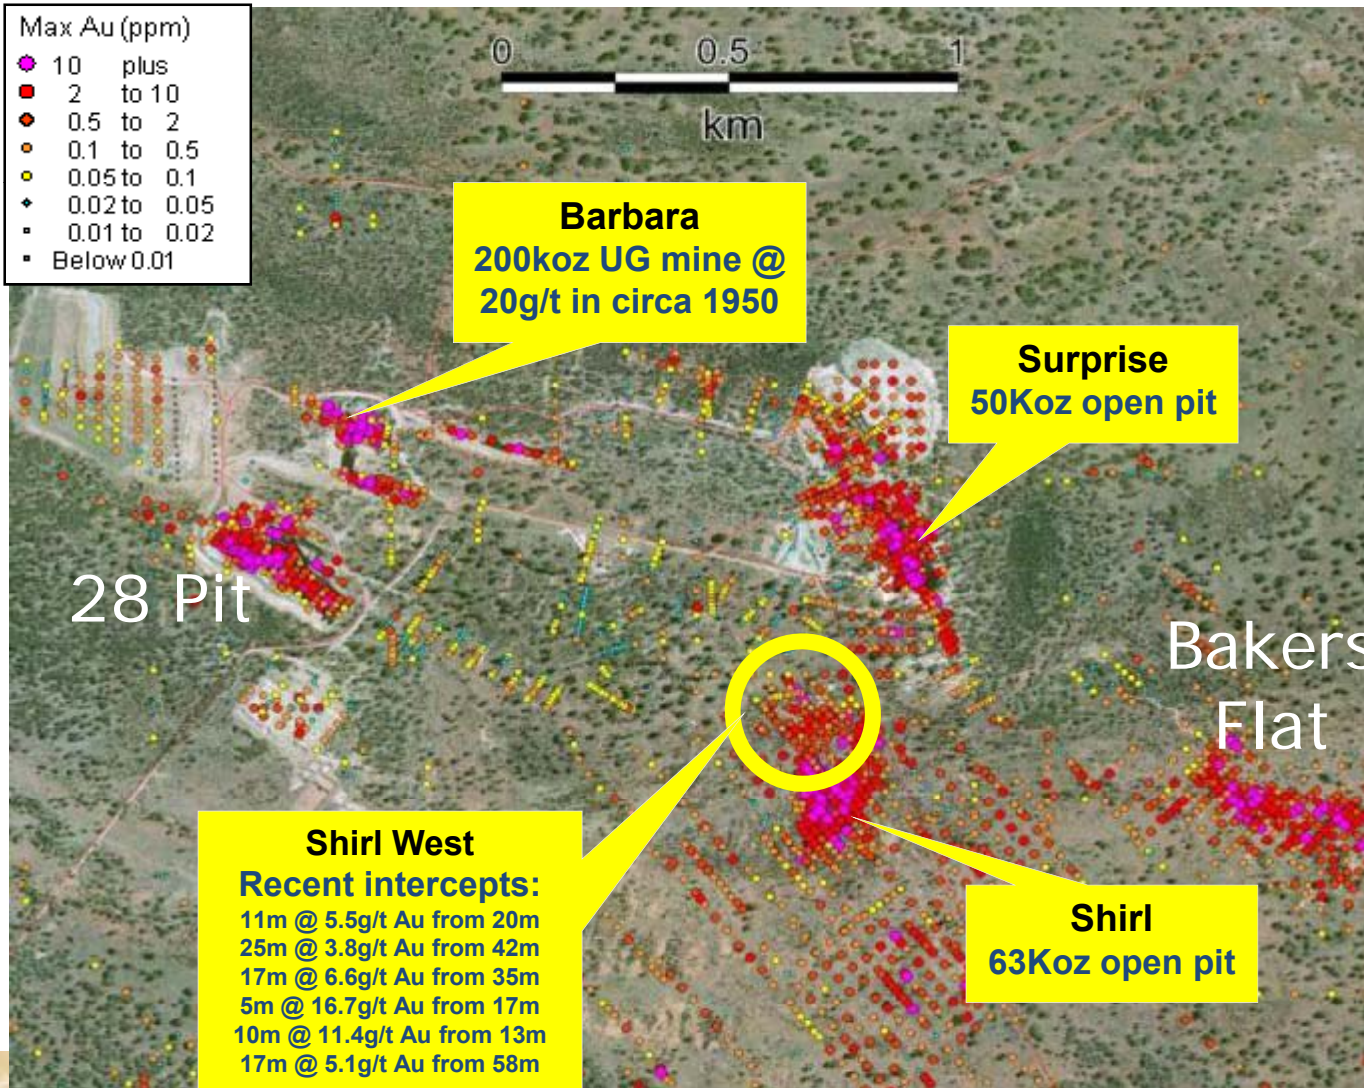 Max Au (ppm)
10 plus
2 to 10
0.5 to 2
0.1 to 0.5
0.05 to 0.1
0.02 to 0.05
0.01 to 0.02
Below 0.01
0 0.5 1
km
Barbara
200koz UG mine @
20g/t in circa 1950
Surprise
50Koz open pit
28 Pit
Bakers
Flat
Shirl West
Recent intercepts:
11m @ 5.5g/t Au from 20m
25m @ 3.8g/t Au from 42m
17m @ 6.6g/t Au from 35m
5m @ 16.7g/t Au from 17m
10m @ 11.4g/t Au from 13m
17m @ 5.1g/t Au from 58m
Shirl
63Koz open pit